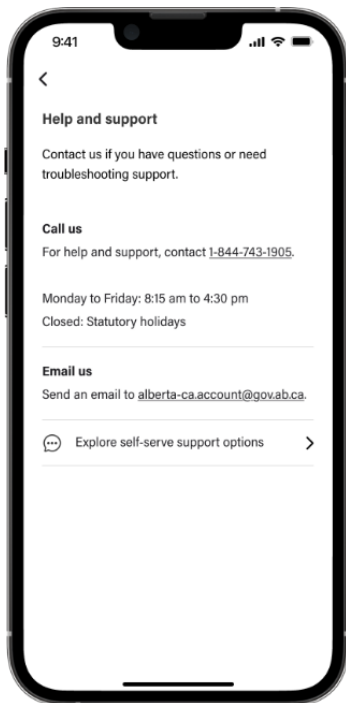 9:41
Help and support
Contact us if you have questions or need
troubleshooting support.
Call us
For help and support, contact 1-844-743-1905.
Monday to Friday: 8:15 am to 4:30 pm
Closed: Statutory holidays
Email us
Send an email to alberta-ca.account@gov.ab.ca.
Explore self-serve support options